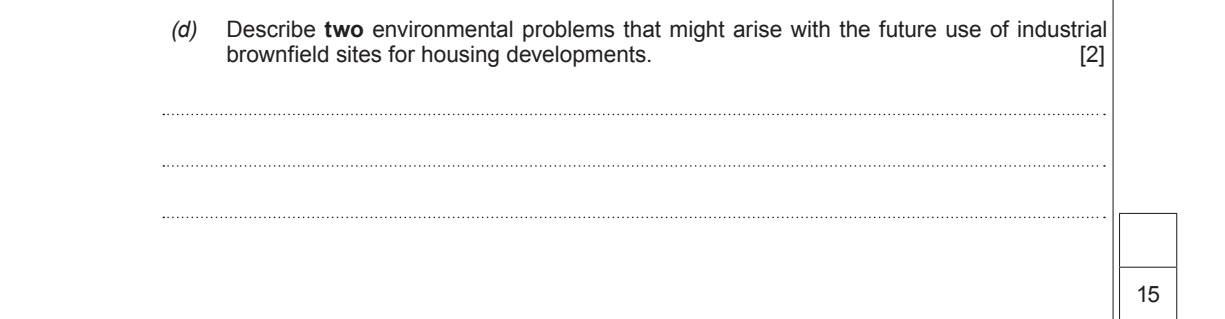 (d) Describe two environmental problems that might arise with the future use of industrial
brownfield sites for housing developments. [2]
15